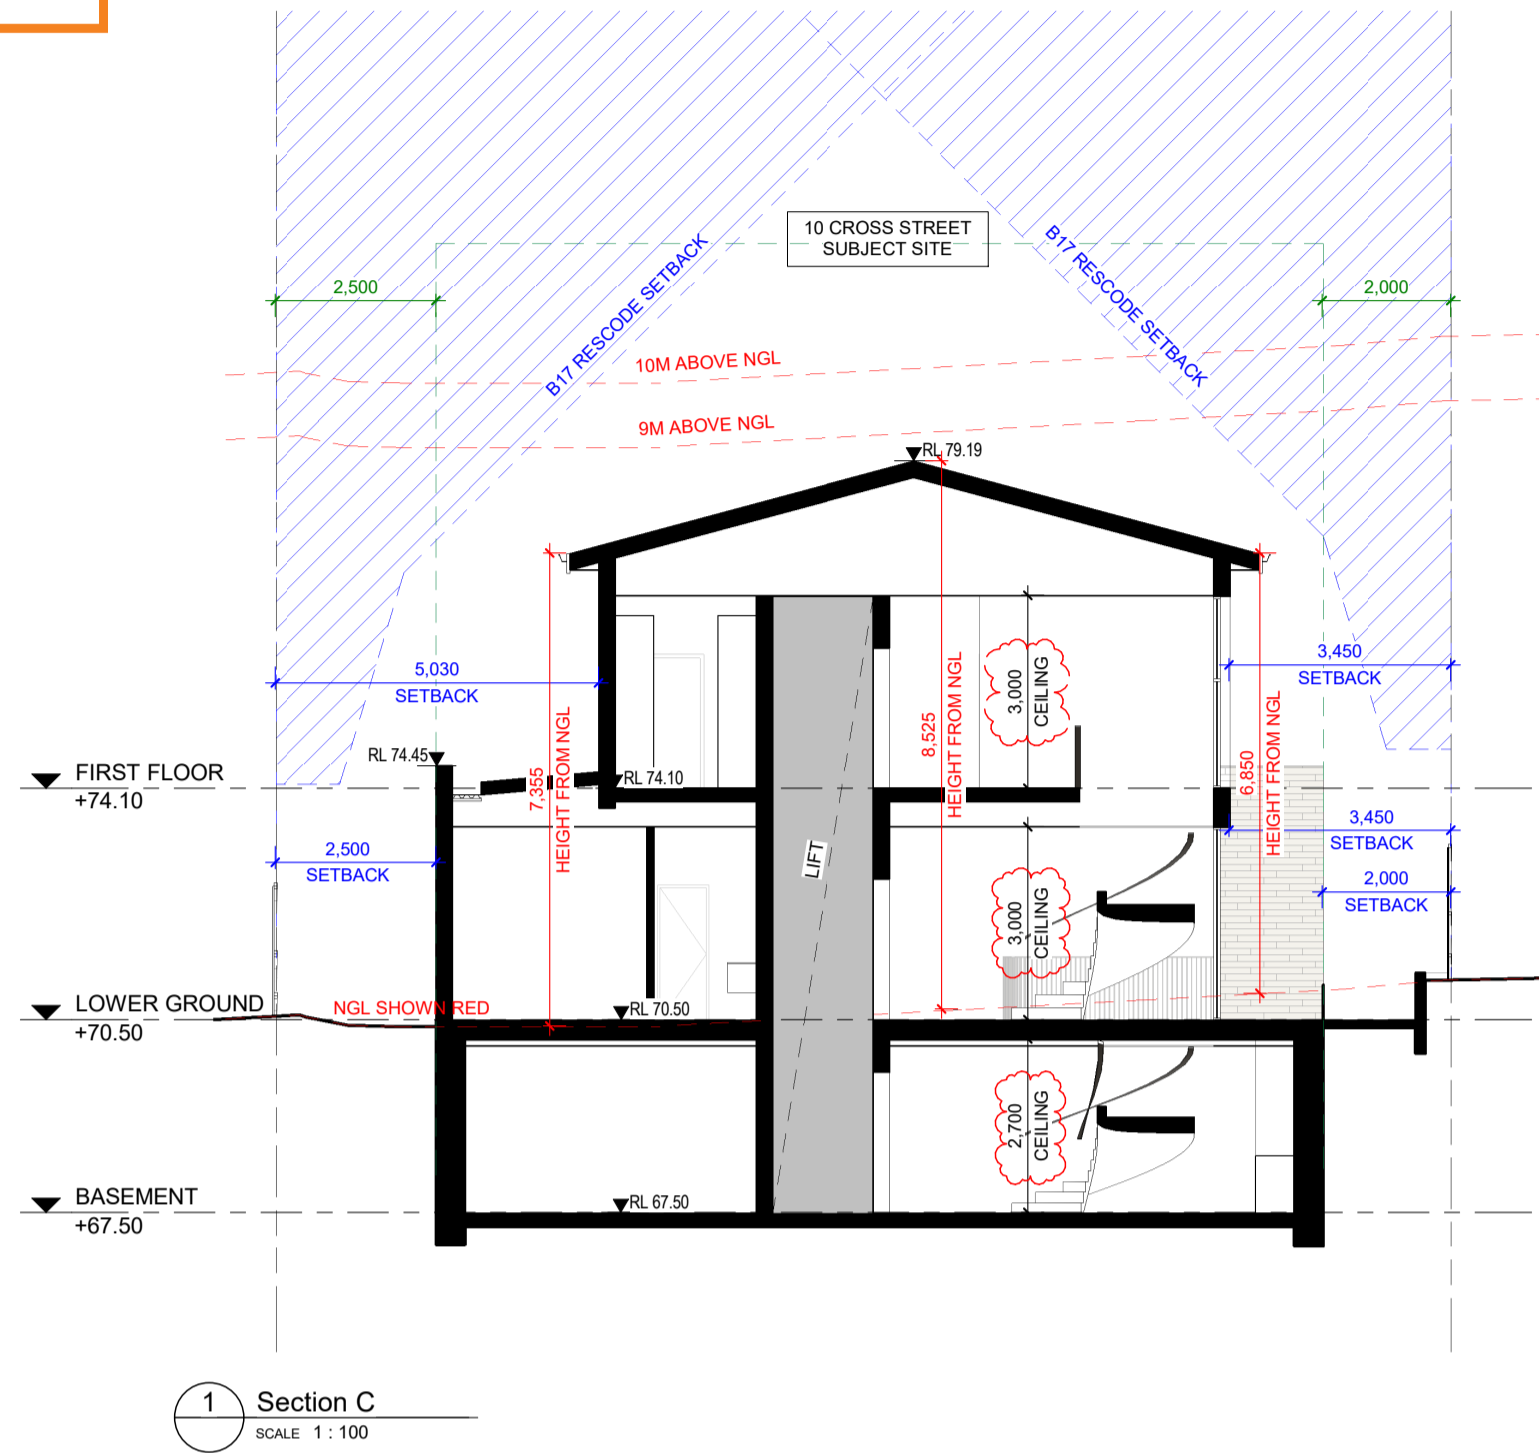 10 CROSS STREET
SUBJECT SITE
2,500
2,000
B17 RESCODE SETBACK
B17 RESCODE SETBACK
10M ABOVE NGL
9M ABOVE NGL
RL 79.19
5,030
SETBACK
3,450
SETBACK
3,000
CEILING
8,525
HEIGHT FROM NGL
7,355
HEIGHT FROM NGL
6,850
HEIGHT FROM NGL
RL 74.45
RL 74.10
FIRST FLOOR
+74.10
3,450
SETBACK
2,500
SETBACK
2,000
SETBACK
LIFT
3,000
CEILING
LOWER GROUND
+70.50
NGL SHOWN RED
RL 70.50
2,700
CEILING
BASEMENT
+67.50
RL 67.50
1
Section C
SCALE 1 : 100